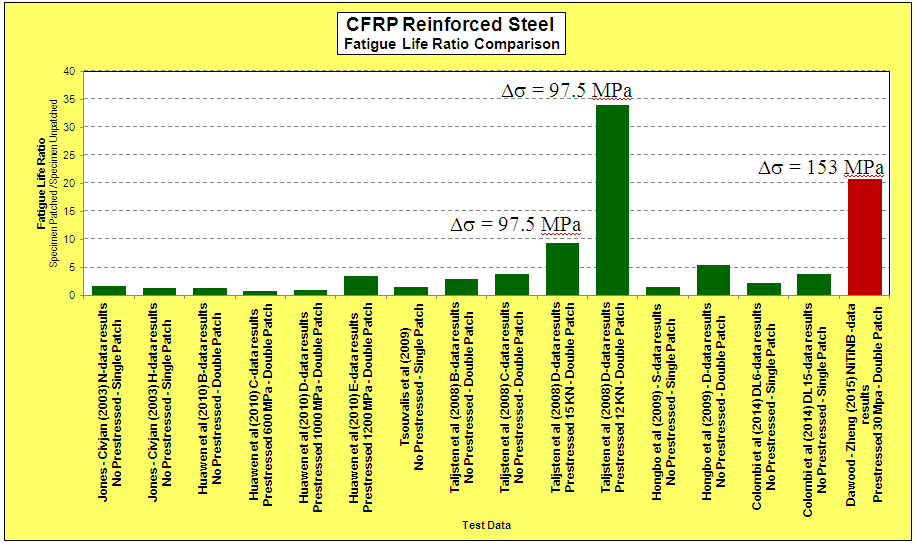 CFRP Reinforced Steel
Fatigue Life Ratio Comparison
Fatigue Life Ratio
Specimen Patched /Specimen Unpatched
40
35
30
25
20
15
10
5
0
Δσ = 97.5 MPa
Δσ = 97.5 MPa
Δσ = 153 MPa
Jones - Civjan (2003) N-data results
No Prestressed - Single Patch
Jones - Civjan (2003) H-data results
No Prestressed - Single Patch
Huawen et al (2010) B-data results
No Prestressed - Double Patch
Huawen et al (2010) C-data results
Prestressed 600 MPa - Double Patch
Huawen et al (2010) D-data results
Prestressed 1000 MPa - Double Patch
Huawen et al (2010) E-data results
Prestressed 1200 MPa - Double Patch
Tsouvalis et al (2009)
No Prestressed - Single Patch
Taljsten et al (2008) B-data results
No Prestressed - Double Patch
Taljsten et al (2008) C-data results
No Prestressed - Double Patch
Taljsten et al (2008) D-data results
Prestressed 15 KN - Double Patch
Taljsten et al (2008) D-data results
Prestressed 12 KN - Double Patch
Hongbo et al (2009) - S-data results
No Prestressed - Single Patch
Hongbo et al (2009) - D-data results
No Prestressed - Double Patch
Colombi et al (2014) DL6-data results
No Prestressed - Single Patch
Colombi et al (2014) DL15-data results
No Prestressed - Single Patch
Dawood - Zheng (2015) NiTiNB -data
results
Prestressed 30 Mpa - Double Patch
Test Data